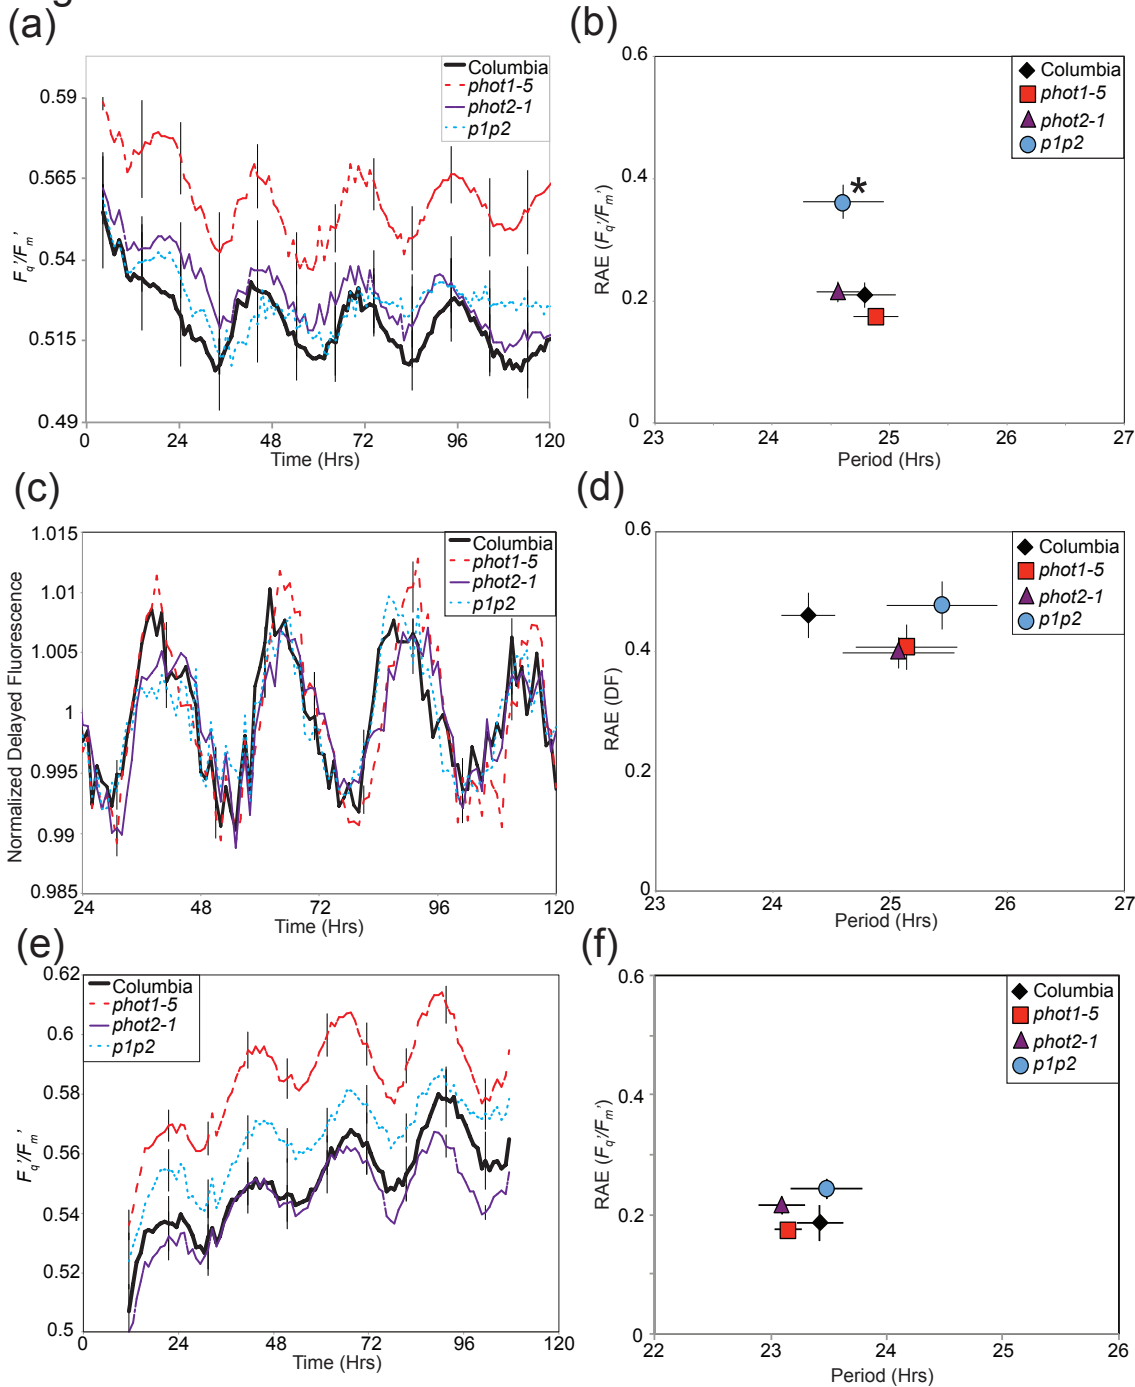 (a)
0.59
0.565
0.54
0.515
0.49
Fq'/Fm'
0 24 48 72 96 120
Time (Hrs)
Columbia
phot1-5
phot2-1
p1p2
(b)
0.6
0.4
0.2
0
RAE (Fq'/Fm')
23 24 25 26 27
Period (Hrs)
Columbia
phot1-5
phot2-1
p1p2
*
(c)
1.015
1.01
1.005
1
0.995
0.99
0.985
Normalized Delayed Fluorescence
24 48 72 96 120
Time (Hrs)
Columbia
phot1-5
phot2-1
p1p2
(d)
0.6
0.4
0.2
0
RAE (DF)
23 24 25 26 27
Period (Hrs)
Columbia
phot1-5
phot2-1
p1p2
(e)
0.62
0.6
0.58
0.56
0.54
0.52
0.5
Fq'/Fm'
0 24 48 72 96 120
Time (Hrs)
Columbia
phot1-5
phot2-1
p1p2
(f)
0.6
0.4
0.2
0
RAE (Fq'/Fm')
22 23 24 25 26
Period (Hrs)
Columbia
phot1-5
phot2-1
p1p2